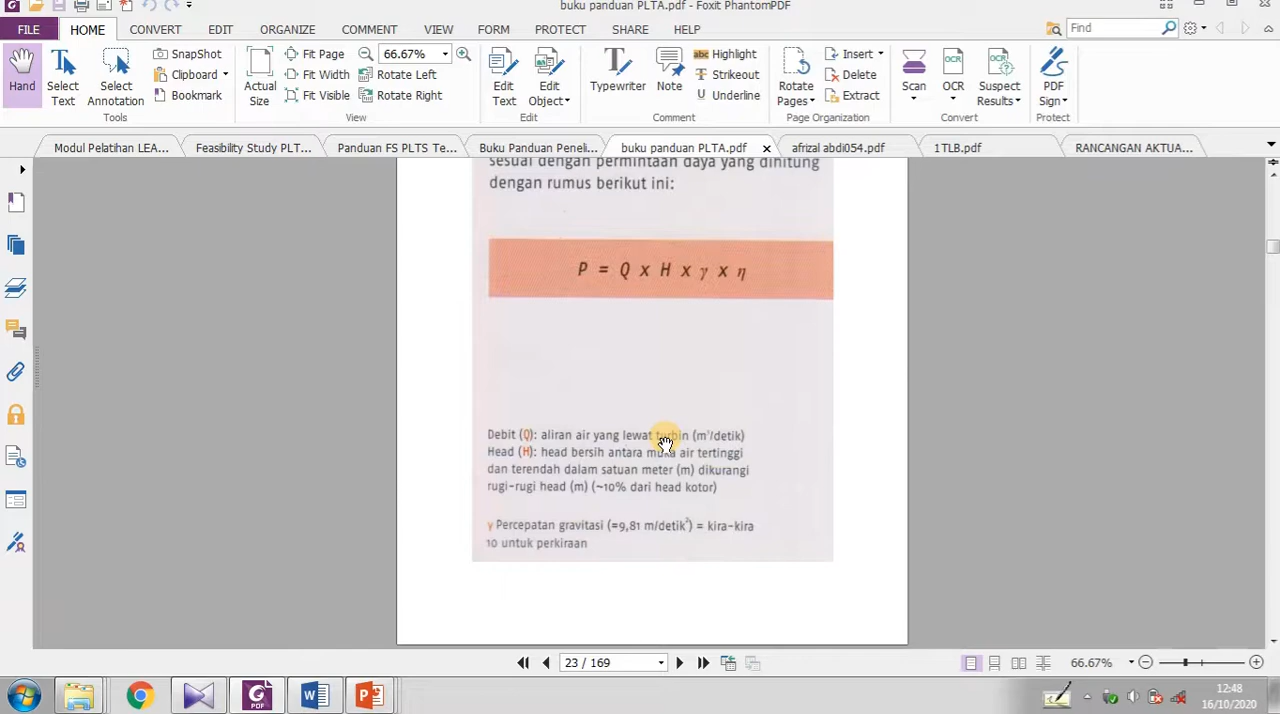 buku panduan PLTA.pdf - Foxit PhantomPDF
FILE HOME CONVERT EDIT ORGANIZE COMMENT VIEW FORM PROTECT SHARE HELP Find
Hand
Select Text
Select Annotation
SnapShot
Clipboard
Bookmark
Tools
Actual Size
Fit Page
Fit Width
Fit Visible
66.67%
Rotate Left
Rotate Right
View
Edit Text
Edit Object
Edit
Typewriter
Note
Highlight
Strikeout
Underline
Comment
Rotate Pages
Insert
Delete
Extract
Page Organization
Scan
OCR
Suspect Results
Convert
PDF Sign
Protect
Modul Pelatihan LEA... Feasibility Study PLT... Panduan FS PLTS Te... Buku Panduan Peneli... buku panduan PLTA.pdf afrizal abdi054.pdf 1TLB.pdf RANCANGAN AKTUA...
sesuai dengan permintaan daya yang dihitung
dengan rumus berikut ini:
P = Q x H x γ x η
Debit (Q): aliran air yang lewat turbin (m³/detik)
Head (H): head bersih antara muka air tertinggi
dan terendah dalam satuan meter (m) dikurangi
rugi-rugi head (m) (~10% dari head kotor)
γ Percepatan gravitasi (=9,81 m/detik²) = kira-kira
10 untuk perkiraan
23 / 169
66.67%
12:48
16/10/2020